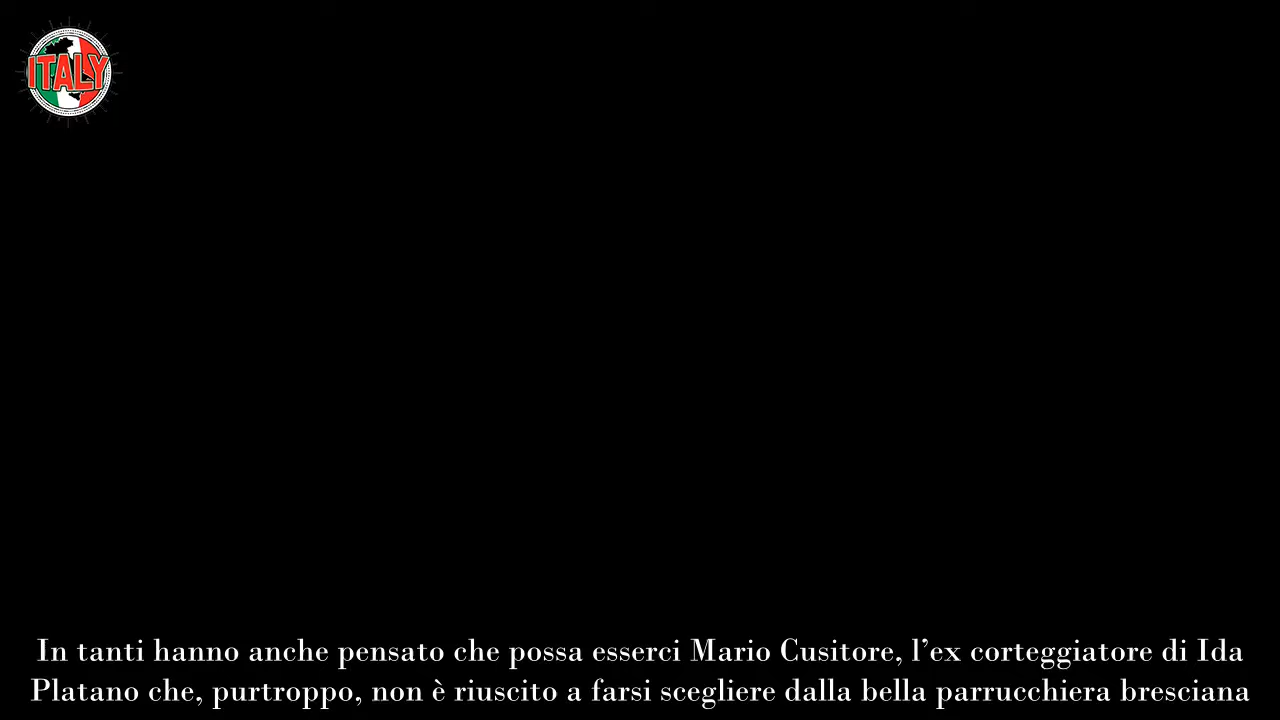 ITALY
In tanti hanno anche pensato che possa esserci Mario Cusitore, l’ex corteggiatore di Ida
Platano che, purtroppo, non è riuscito a farsi scegliere dalla bella parrucchiera bresciana